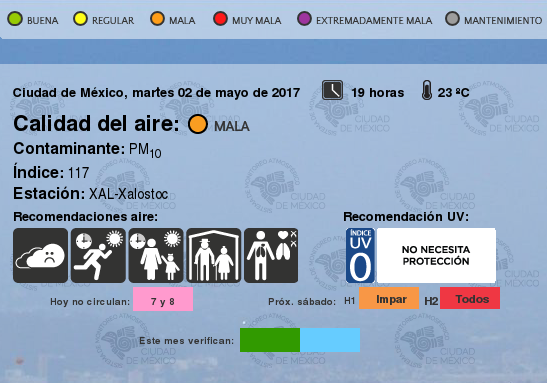 BUENA REGULAR MALA MUY MALA EXTREMADAMENTE MALA MANTENIMIENTO
Ciudad de México, martes 02 de mayo de 2017 19 horas 23 ºC
Calidad del aire: MALA
Contaminante: PM10
Índice: 117
Estación: XAL-Xalostoc
Recomendaciones aire: Recomendación UV:
ÍNDICE
UV
0
NO NECESITA
PROTECCIÓN
Hoy no circulan: 7 y 8 Próx. sábado: H1 Impar H2 Todos
Este mes verifican:
CIUDAD
DE MÉXICO